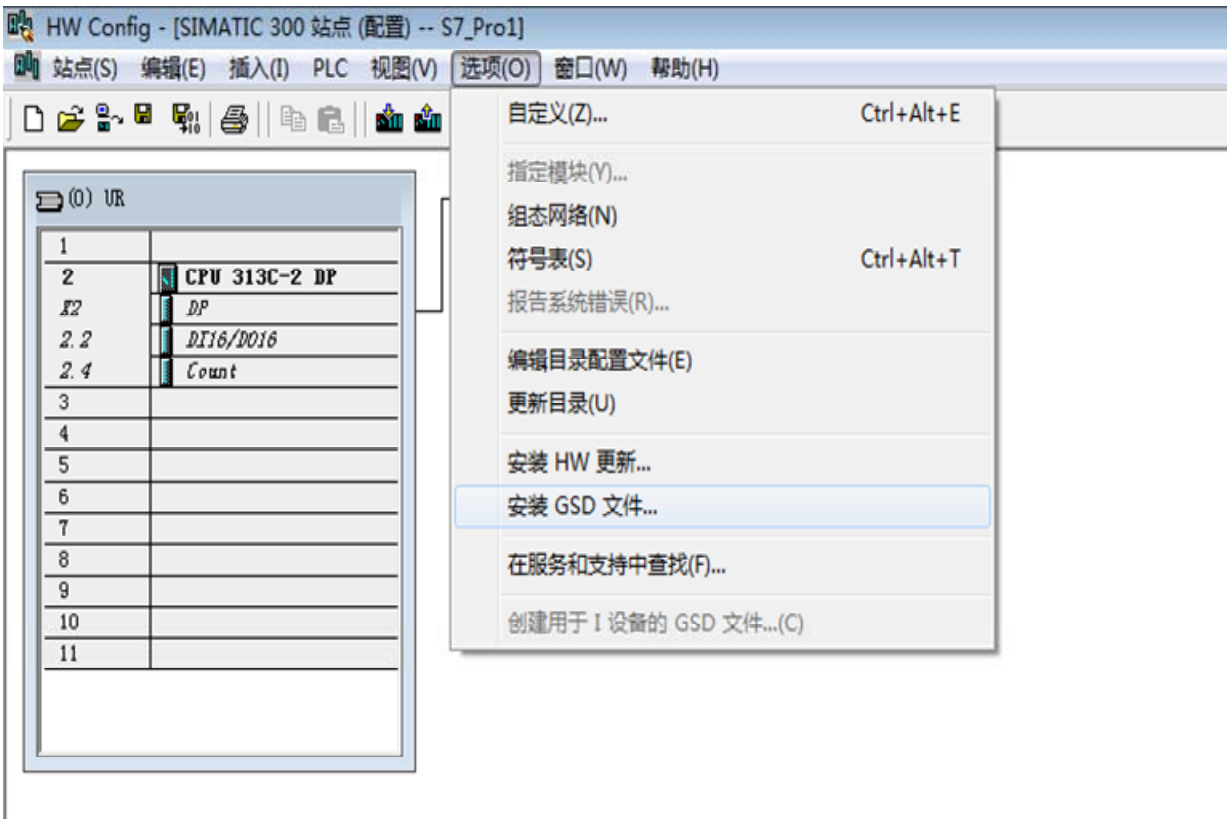 HW Config - [SIMATIC 300 站点 (配置) -- S7_Pro1]
站点(S) 编辑(E) 插入(I) PLC 视图(V) 选项(O) 窗口(W) 帮助(H)
自定义(Z)... Ctrl+Alt+E
指定模块(Y)...
组态网络(N)
符号表(S) Ctrl+Alt+T
报告系统错误(R)...
编辑目录配置文件(E)
更新目录(U)
安装 HW 更新...
安装 GSD 文件...
在服务和支持中查找(F)...
创建用于 I 设备的 GSD 文件...(C)
(0) UR
1
2 CPU 313C-2 DP
X2 DP
2.2 DI16/DO16
2.4 Count
3
4
5
6
7
8
9
10
11